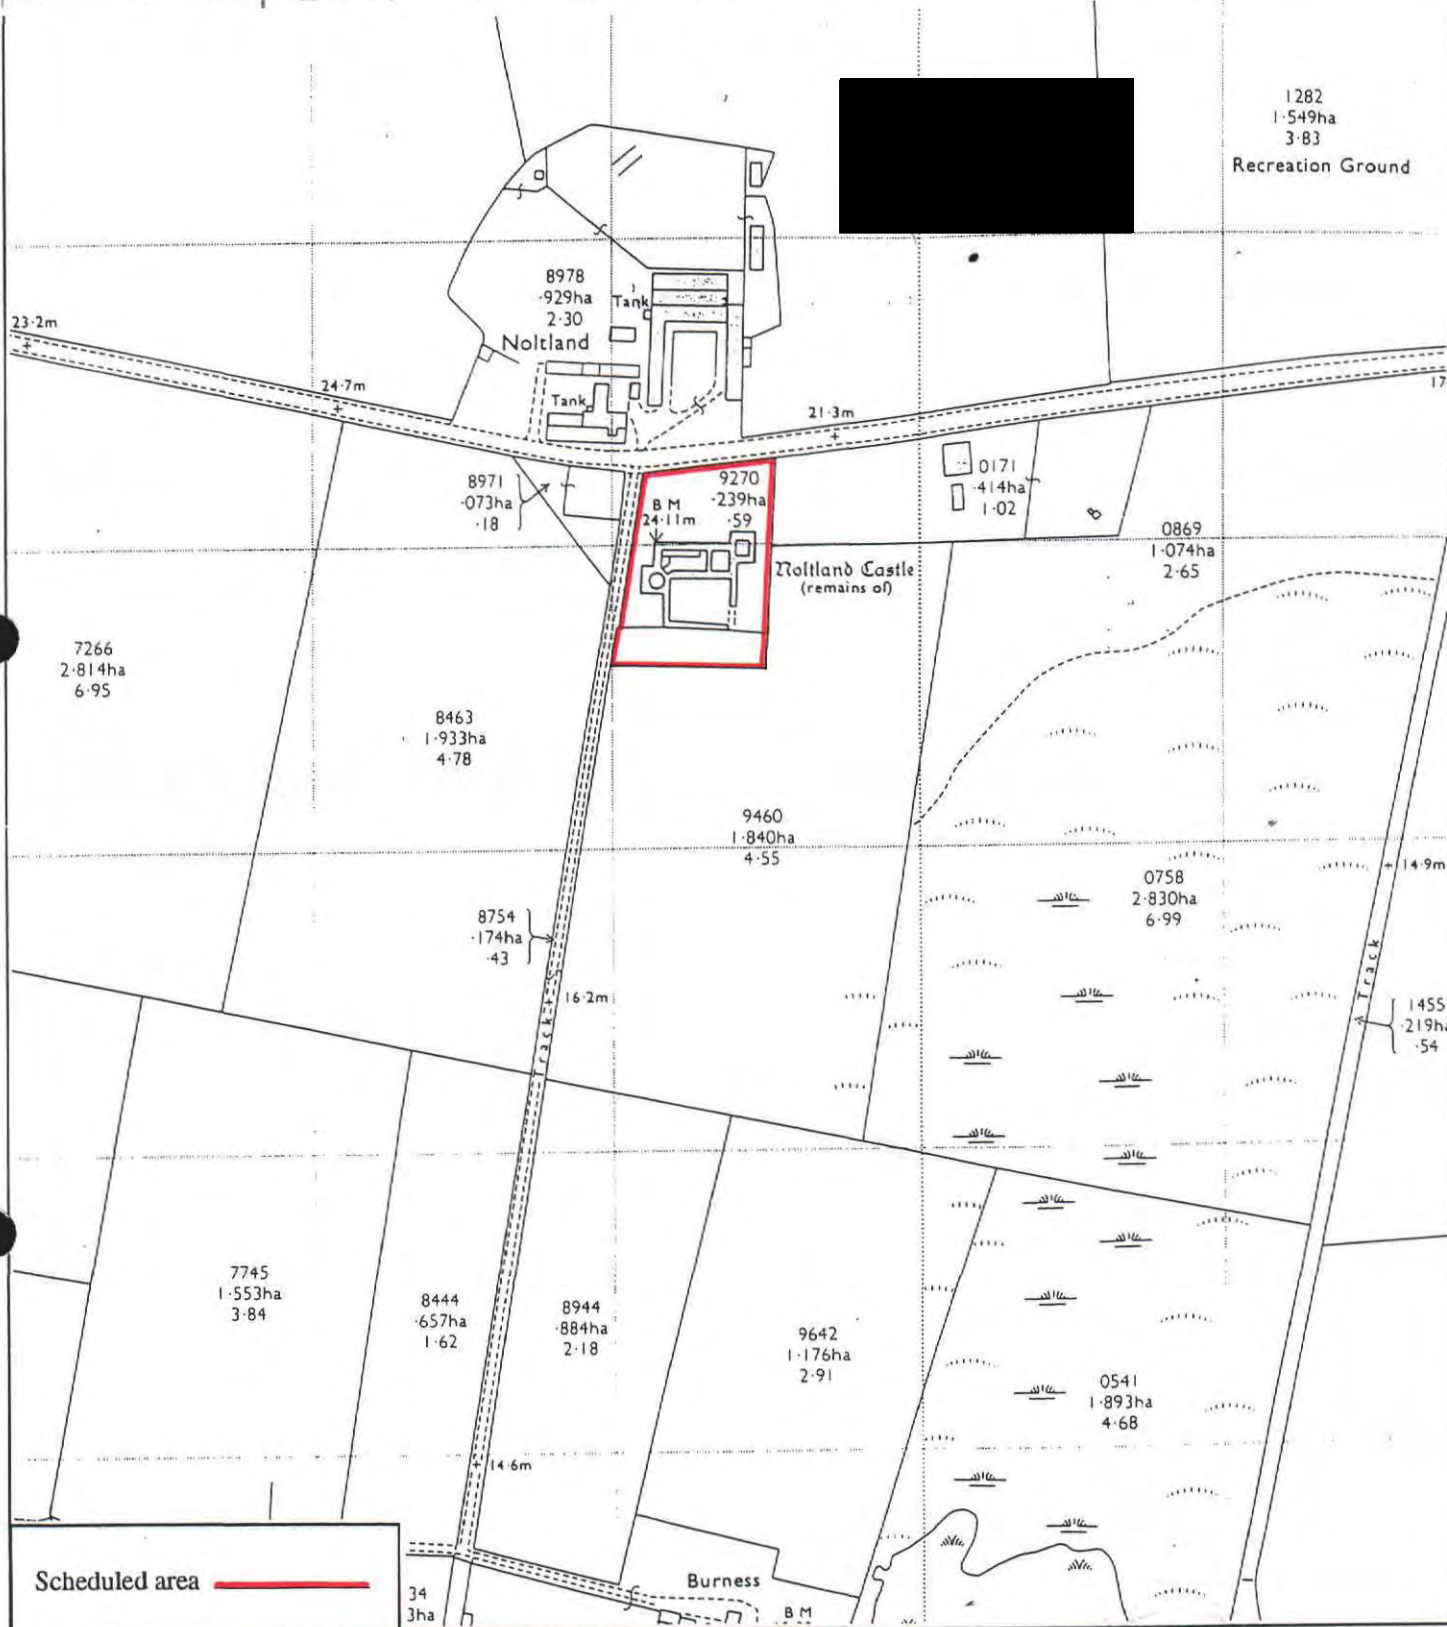 1282
1·549ha
3·83
Recreation Ground
8978
·929ha
2·30
Tank
Noltland
23·2m
24·7m
Tank
21·3m
17
8971
·073ha
·18
9270
·239ha
·59
B M
24·11m
0171
·414ha
1·02
0869
1·074ha
2·65
Noltland Castle
(remains of)
7266
2·814ha
6·95
8463
1·933ha
4·78
9460
1·840ha
4·55
14·9m
0758
2·830ha
6·99
8754
·174ha
·43
16·2m
Track
Track
1455
·219ha
·54
7745
1·553ha
3·84
8444
·657ha
1·62
8944
·884ha
2·18
9642
1·176ha
2·91
0541
1·893ha
4·68
14·6m
Scheduled area
34
3ha
Burness
B M